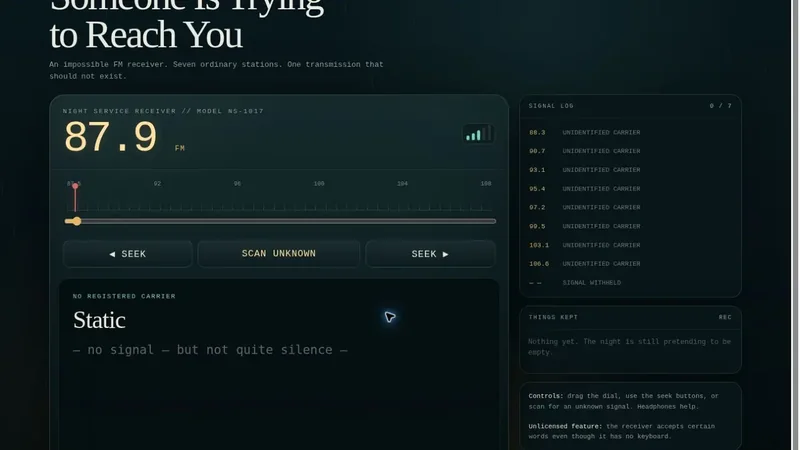 Someone Is Trying
to Reach You
An impossible FM receiver. Seven ordinary stations. One transmission that
should not exist.
NIGHT SERVICE RECEIVER // MODEL NS-1017
87.9 FM
92 96 100 104 108
◄ SEEK
SCAN UNKNOWN
SEEK ►
NO REGISTERED CARRIER
Static
— no signal — but not quite silence —
SIGNAL LOG
0 / 7
88.3 UNIDENTIFIED CARRIER
90.7 UNIDENTIFIED CARRIER
93.1 UNIDENTIFIED CARRIER
95.4 UNIDENTIFIED CARRIER
97.2 UNIDENTIFIED CARRIER
99.5 UNIDENTIFIED CARRIER
103.1 UNIDENTIFIED CARRIER
106.6 UNIDENTIFIED CARRIER
— — SIGNAL WITHHELD
THINGS KEPT
REC
Nothing yet. The night is still pretending to be
empty.
Controls: drag the dial, use the seek buttons, or
scan for an unknown signal. Headphones help.
Unlicensed feature: the receiver accepts certain
words even though it has no keyboard.